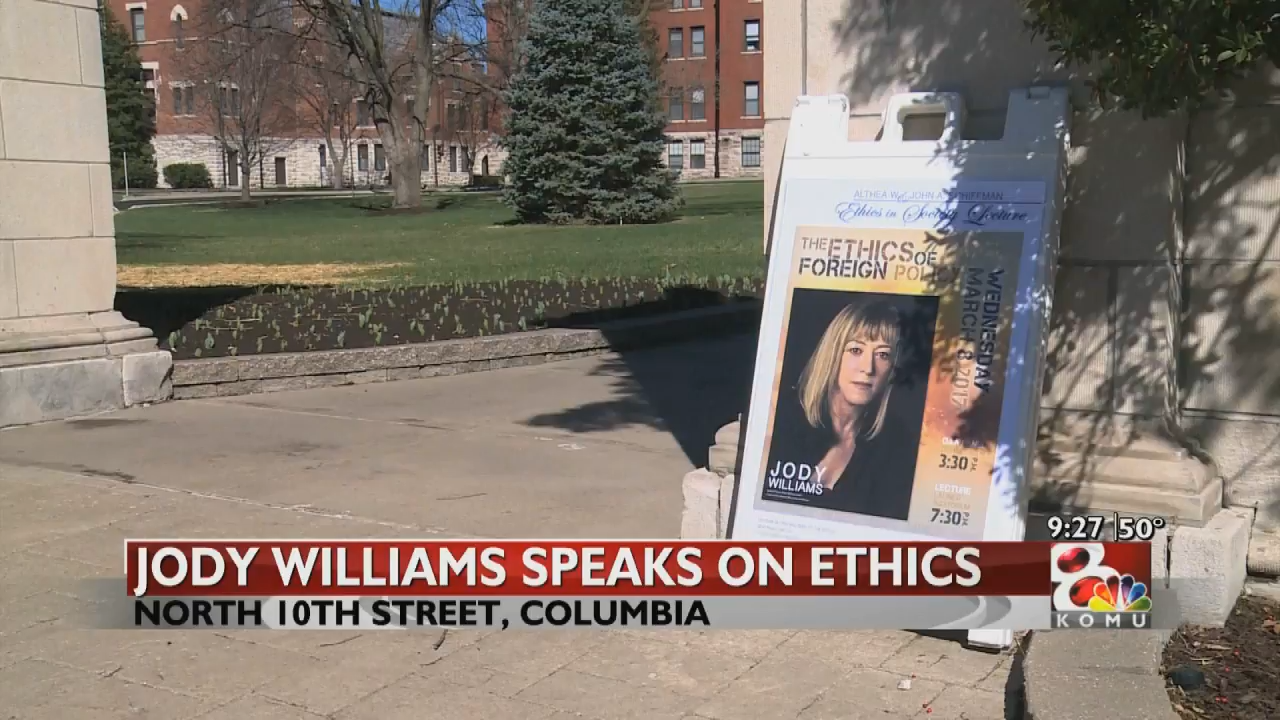 ALTHEA W. and JOHN A. SCHIFFMAN
Ethics in Society Lecture
THE ETHICS OF
FOREIGN POLICY
WEDNESDAY
MARCH 8 2017
3:30 P.M.
LECTURE
7:30 P.M.
JODY
WILLIAMS
9:27 50°
JODY WILLIAMS SPEAKS ON ETHICS
NORTH 10TH STREET, COLUMBIA
8
KOMU